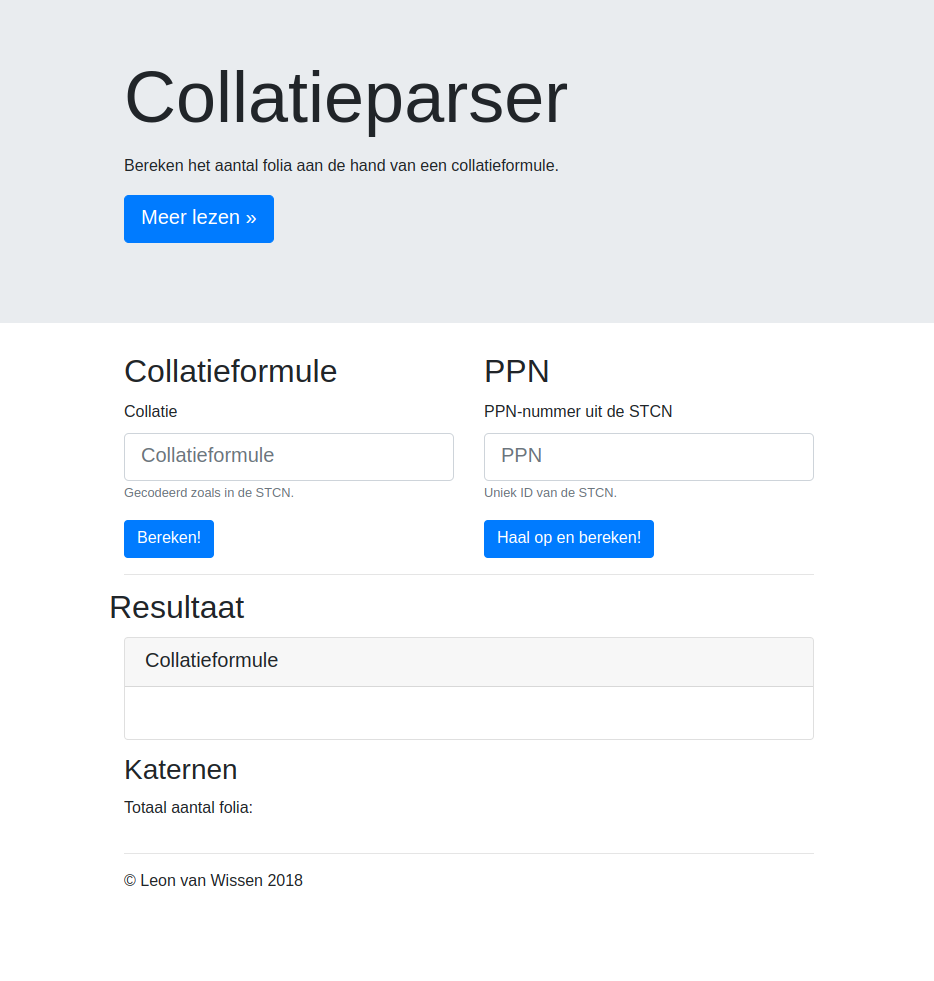 Collatieparser
Bereken het aantal folia aan de hand van een collatieformule.
Meer lezen »
Collatieformule
Collatie
Collatieformule
Gecodeerd zoals in de STCN.
Bereken!
PPN
PPN-nummer uit de STCN
PPN
Uniek ID van de STCN.
Haal op en bereken!
Resultaat
Collatieformule
Katernen
Totaal aantal folia:
© Leon van Wissen 2018